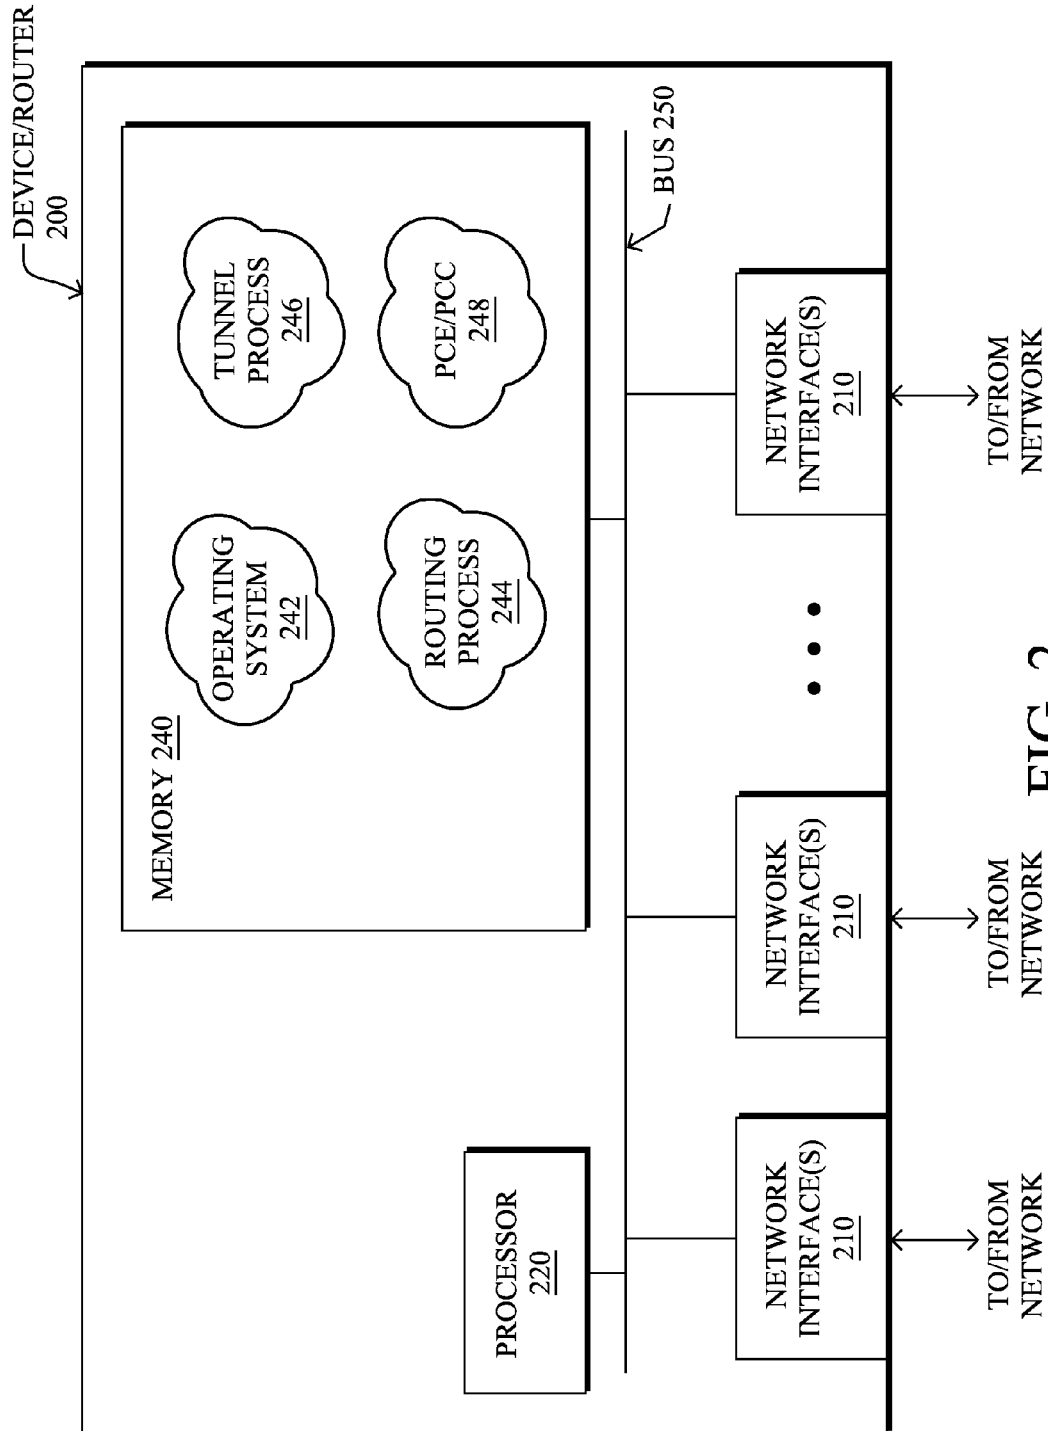 DEVICE/ROUTER
200
MEMORY 240
OPERATING
SYSTEM
242
TUNNEL
PROCESS
246
ROUTING
PROCESS
244
PCE/PCC
248
PROCESSOR
220
BUS 250
NETWORK
INTERFACE(S)
210
NETWORK
INTERFACE(S)
210
NETWORK
INTERFACE(S)
210
TO/FROM
NETWORK
TO/FROM
NETWORK
TO/FROM
NETWORK
FIG. 2